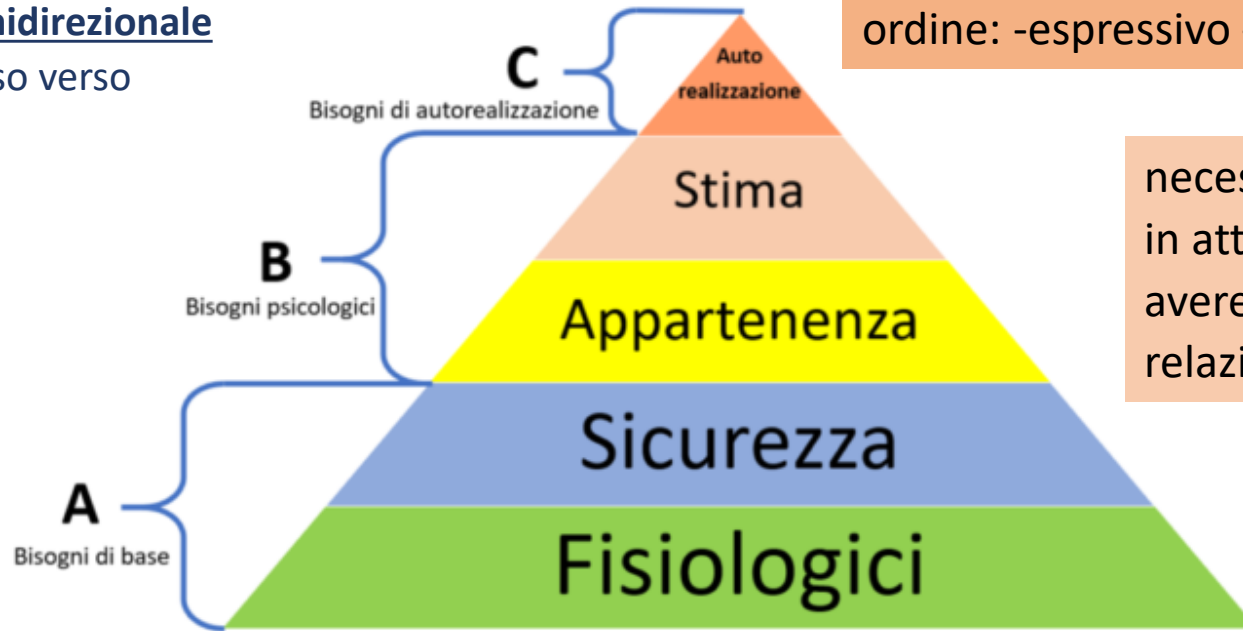 nidirezionale
so verso
ordine: -espressivo
C
Bisogni di autorealizzazione
Auto
realizzazione
Stima
B
Bisogni psicologici
Appartenenza
Sicurezza
A
Bisogni di base
Fisiologici
neces
in att
avere
relazi